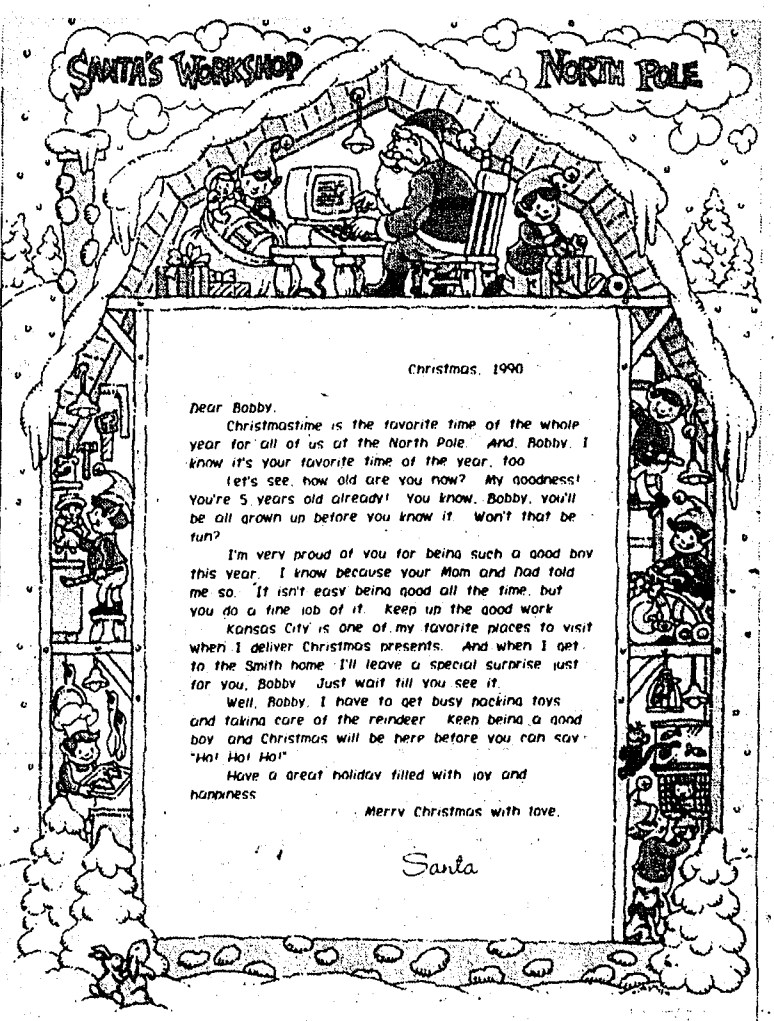 SANTA'S WORKSHOP
NORTH POLE
Christmas, 1990
Dear Bobby,
Christmastime is the favorite time of the whole
year for all of us at the North Pole. And, Bobby, I
know it's your favorite time of the year, too
Let's see, how old are you now? My goodness!
You're 5 years old already! You know, Bobby, you'll
be all grown up before you know it. Won't that be
fun?
I'm very proud of you for being such a good boy
this year. I know because your Mom and Dad told
me so. It isn't easy being good all the time, but
you do a fine job of it. Keep up the good work
Kansas City is one of my favorite places to visit
when I deliver Christmas presents. And when I get
to the Smith home I'll leave a special surprise just
for you, Bobby. Just wait till you see it.
Well, Bobby, I have to get busy packing toys
and taking care of the reindeer. Keep being a good
boy and Christmas will be here before you can say
"Ho! Ho! Ho!"
Have a great holiday filled with joy and
happiness
Merry Christmas with love,
Santa